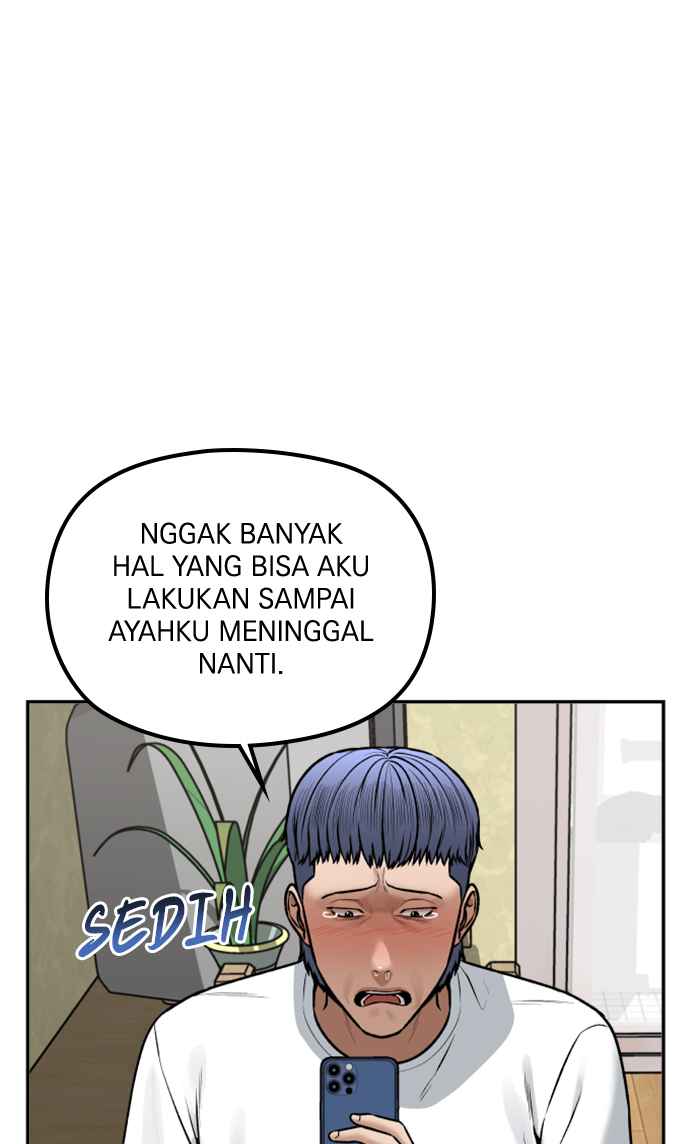 NGGAK BANYAK
HAL YANG BISA AKU
LAKUKAN SAMPAI
AYAHKU MENINGGAL
NANTI.
SEDIH